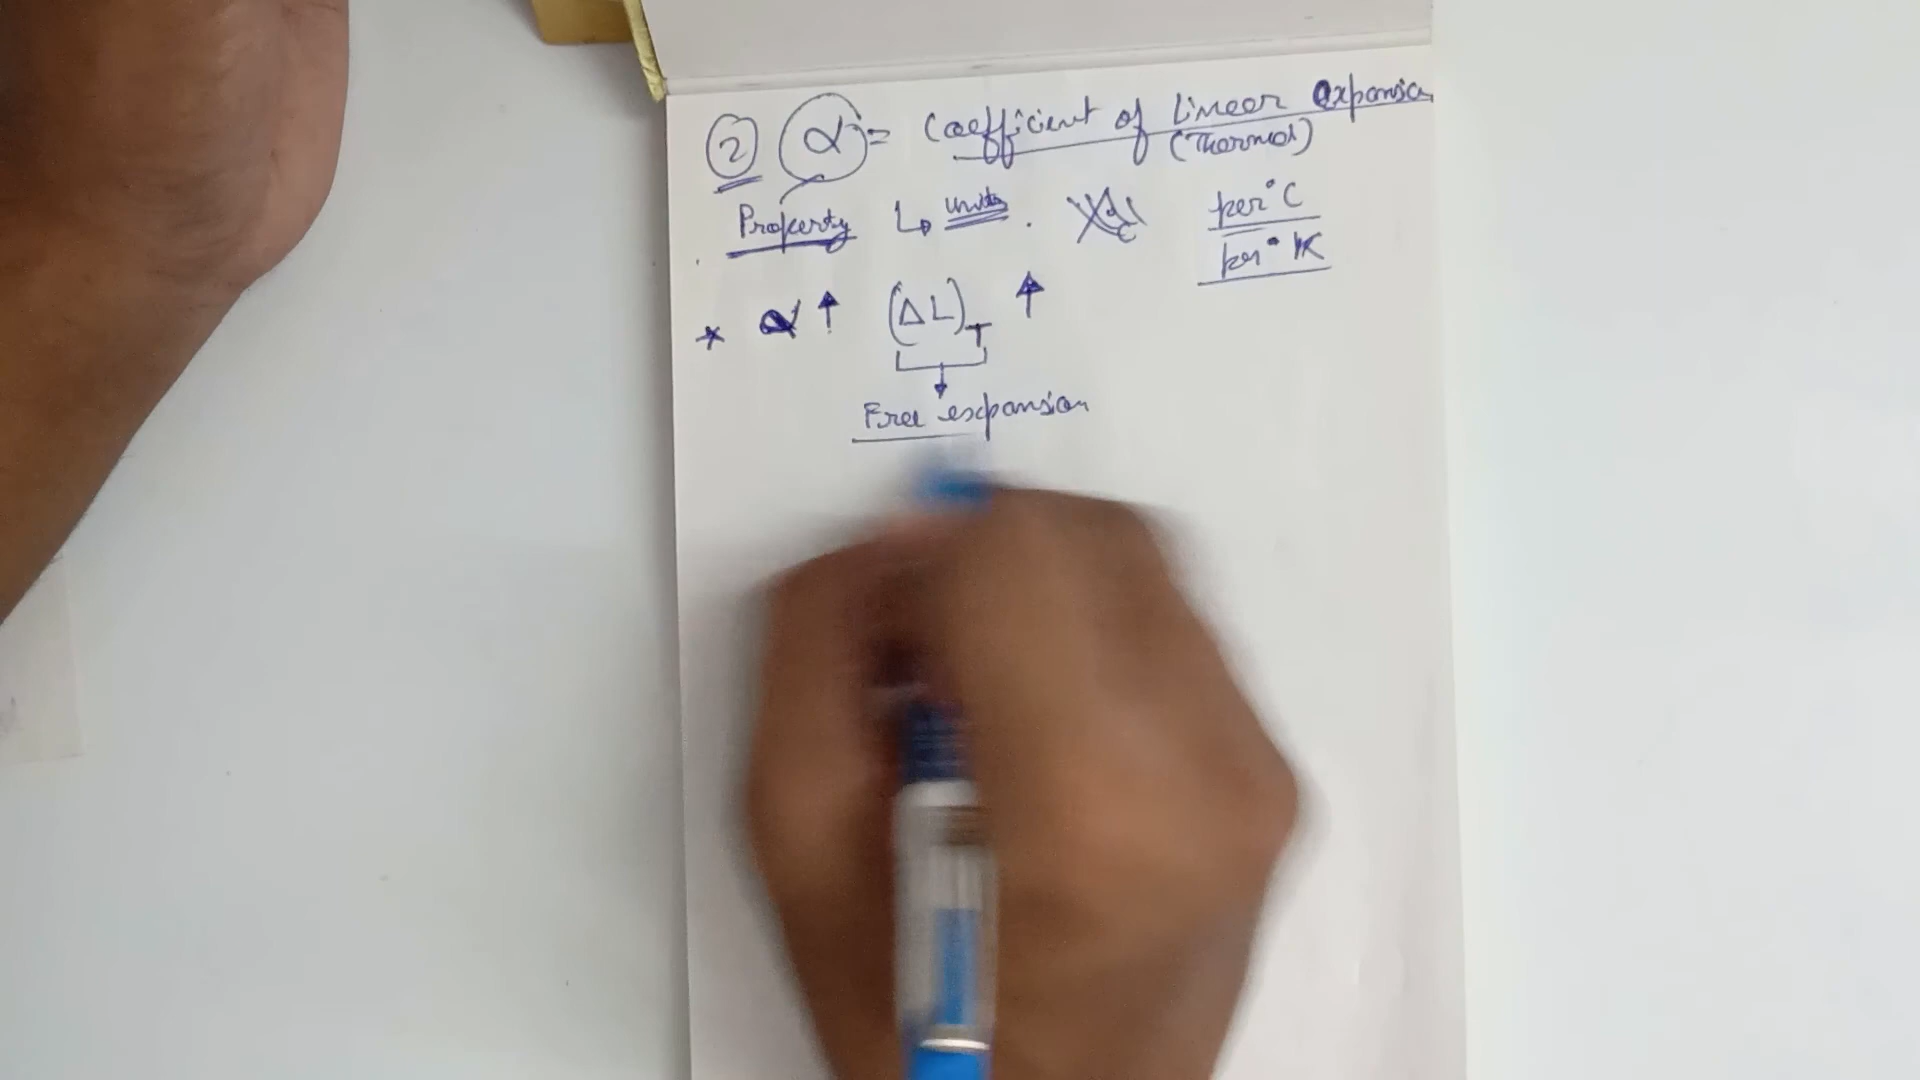 ② α = Coefficient of Linear Expansion
(Thermal)
Property ↳ units . per °C
per °K
* α ↑ (ΔL)T ↑
Free expansion